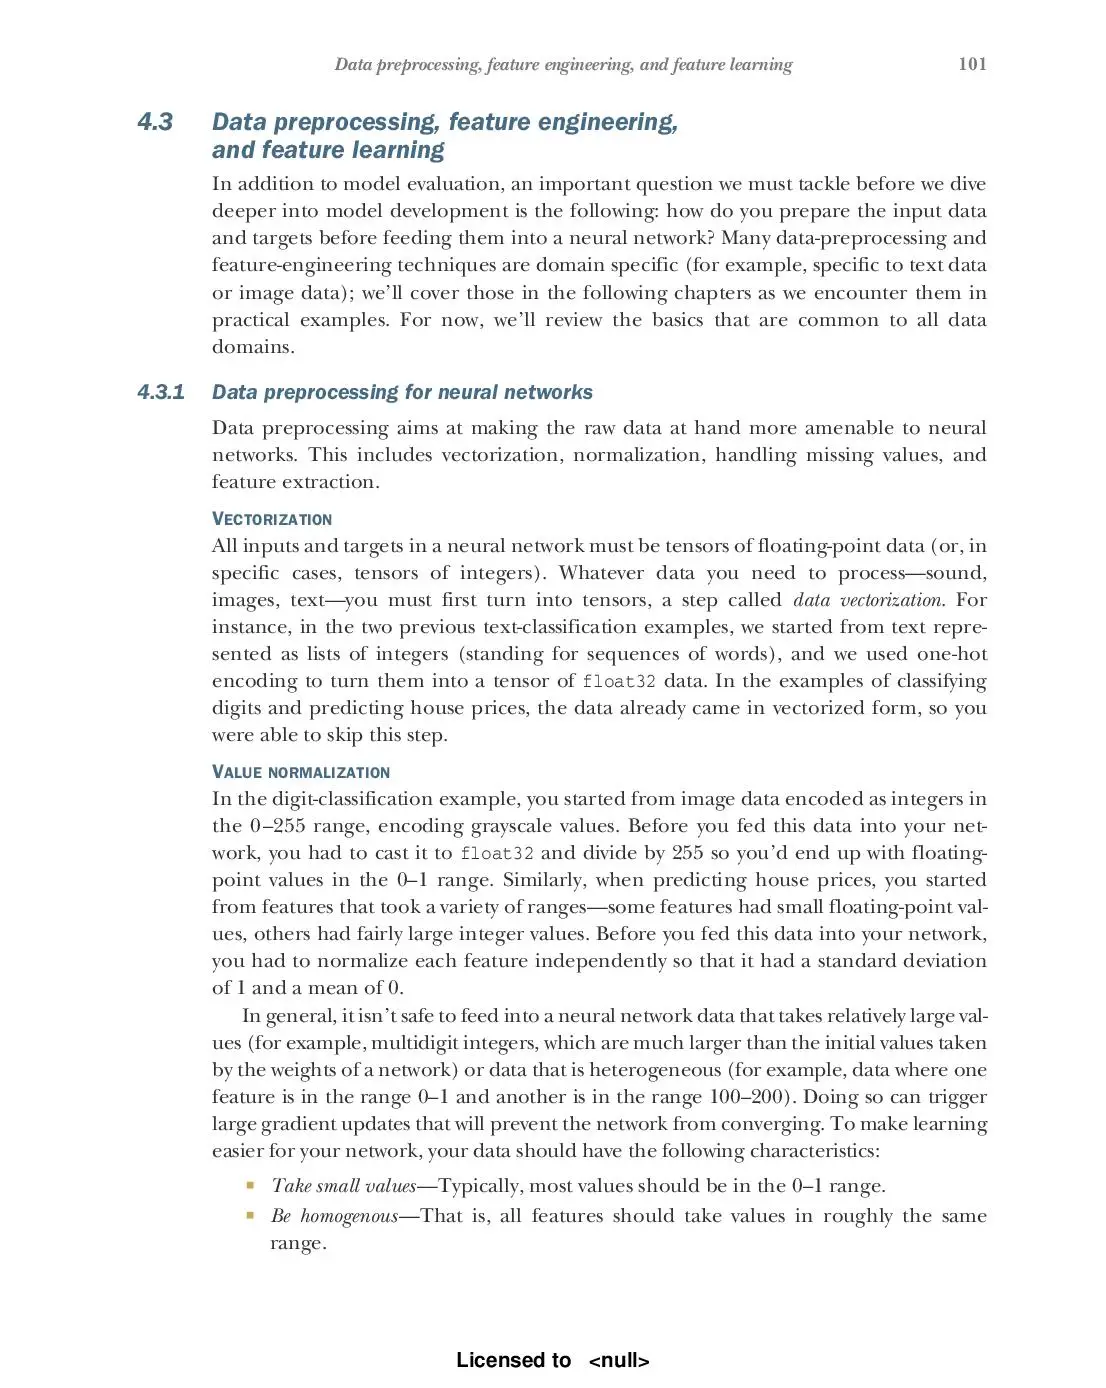 Data preprocessing, feature engineering, and feature learning 101
4.3 Data preprocessing, feature engineering,
and feature learning
In addition to model evaluation, an important question we must tackle before we dive
deeper into model development is the following: how do you prepare the input data
and targets before feeding them into a neural network? Many data-preprocessing and
feature-engineering techniques are domain specific (for example, specific to text data
or image data); we’ll cover those in the following chapters as we encounter them in
practical examples. For now, we’ll review the basics that are common to all data
domains.
4.3.1 Data preprocessing for neural networks
Data preprocessing aims at making the raw data at hand more amenable to neural
networks. This includes vectorization, normalization, handling missing values, and
feature extraction.
VECTORIZATION
All inputs and targets in a neural network must be tensors of floating-point data (or, in
specific cases, tensors of integers). Whatever data you need to process—sound,
images, text—you must first turn into tensors, a step called data vectorization. For
instance, in the two previous text-classification examples, we started from text repre-
sented as lists of integers (standing for sequences of words), and we used one-hot
encoding to turn them into a tensor of float32 data. In the examples of classifying
digits and predicting house prices, the data already came in vectorized form, so you
were able to skip this step.
VALUE NORMALIZATION
In the digit-classification example, you started from image data encoded as integers in
the 0–255 range, encoding grayscale values. Before you fed this data into your net-
work, you had to cast it to float32 and divide by 255 so you’d end up with floating-
point values in the 0–1 range. Similarly, when predicting house prices, you started
from features that took a variety of ranges—some features had small floating-point val-
ues, others had fairly large integer values. Before you fed this data into your network,
you had to normalize each feature independently so that it had a standard deviation
of 1 and a mean of 0.
In general, it isn’t safe to feed into a neural network data that takes relatively large val-
ues (for example, multidigit integers, which are much larger than the initial values taken
by the weights of a network) or data that is heterogeneous (for example, data where one
feature is in the range 0–1 and another is in the range 100–200). Doing so can trigger
large gradient updates that will prevent the network from converging. To make learning
easier for your network, your data should have the following characteristics:
▪ Take small values—Typically, most values should be in the 0–1 range.
▪ Be homogenous—That is, all features should take values in roughly the same
range.
Licensed to <null>